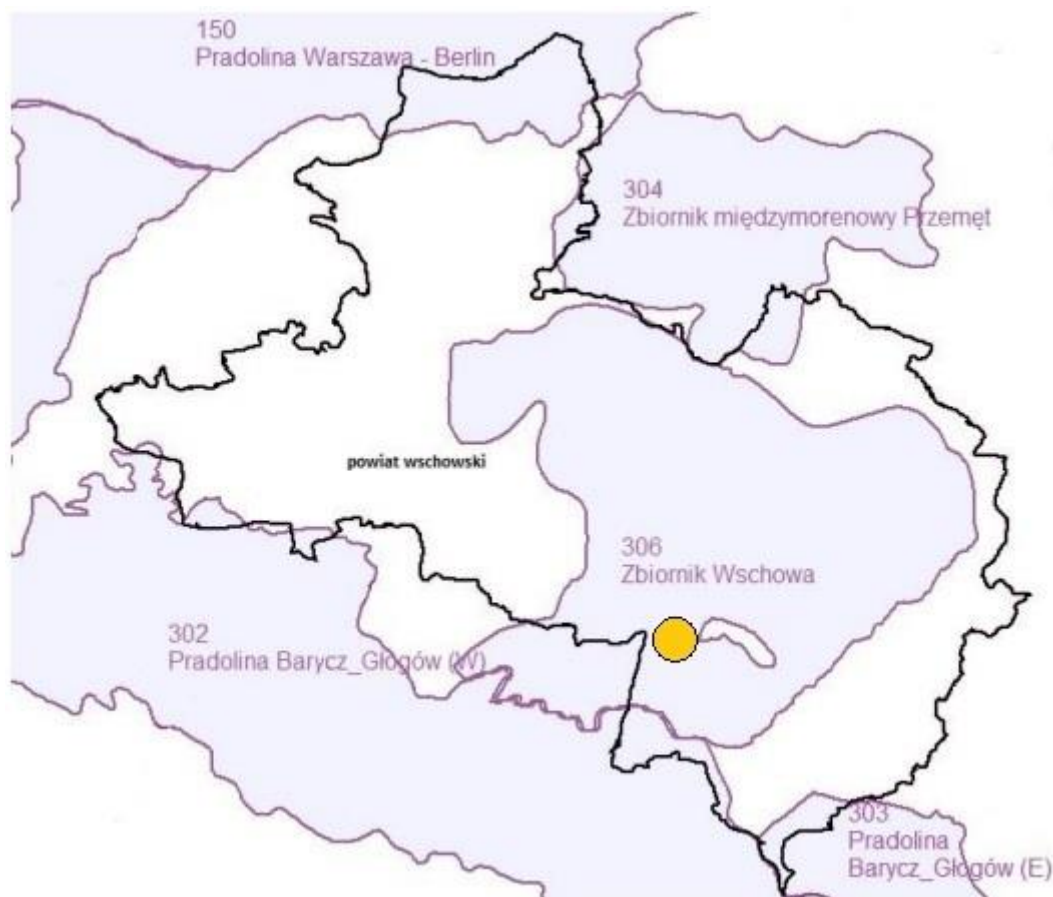 150
Pradolina Warszawa - Berlin
304
Zbiornik międzymorenowy Przemęt
powiat wschowski
306
Zbiornik Wschowa
302
Pradolina Barycz_Głogów (W)
303
Pradolina
Barycz_Głogów (E)